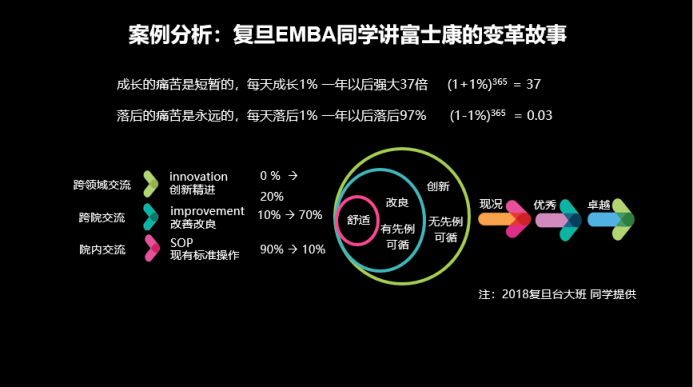 案例分析：复旦EMBA同学讲富士康的变革故事
成长的痛苦是短暂的，每天成长1% 一年以后强大37倍 (1+1%)³⁶⁵ = 37
落后的痛苦是永远的，每天落后1% 一年以后落后97% (1-1%)³⁶⁵ = 0.03
跨领域交流
innovation
创新精进
0 % →
20%
跨院交流
improvement
改善改良
10% → 70%
院内交流
SOP
现有标准操作
90% → 10%
舒适
改良
有先例
可循
创新
无先例
可循
现况
优秀
卓越
注：2018复旦台大班 同学提供